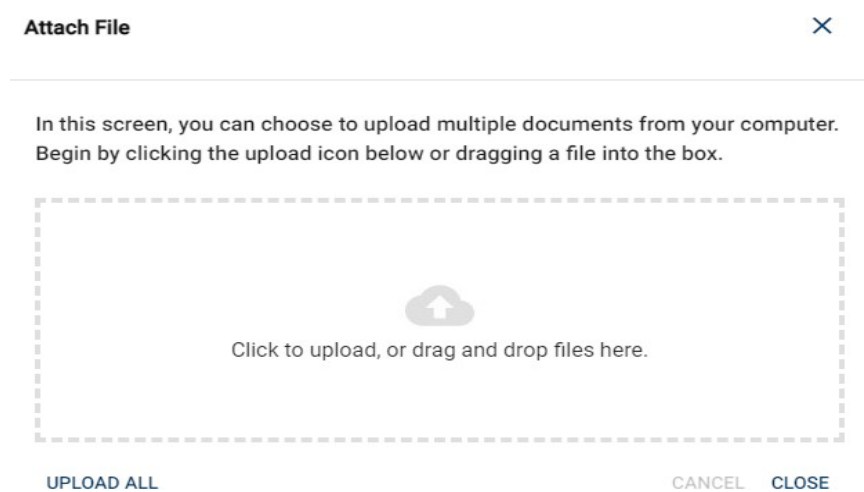 Attach File
In this screen, you can choose to upload multiple documents from your computer.
Begin by clicking the upload icon below or dragging a file into the box.
Click to upload, or drag and drop files here.
UPLOAD ALL CANCEL CLOSE